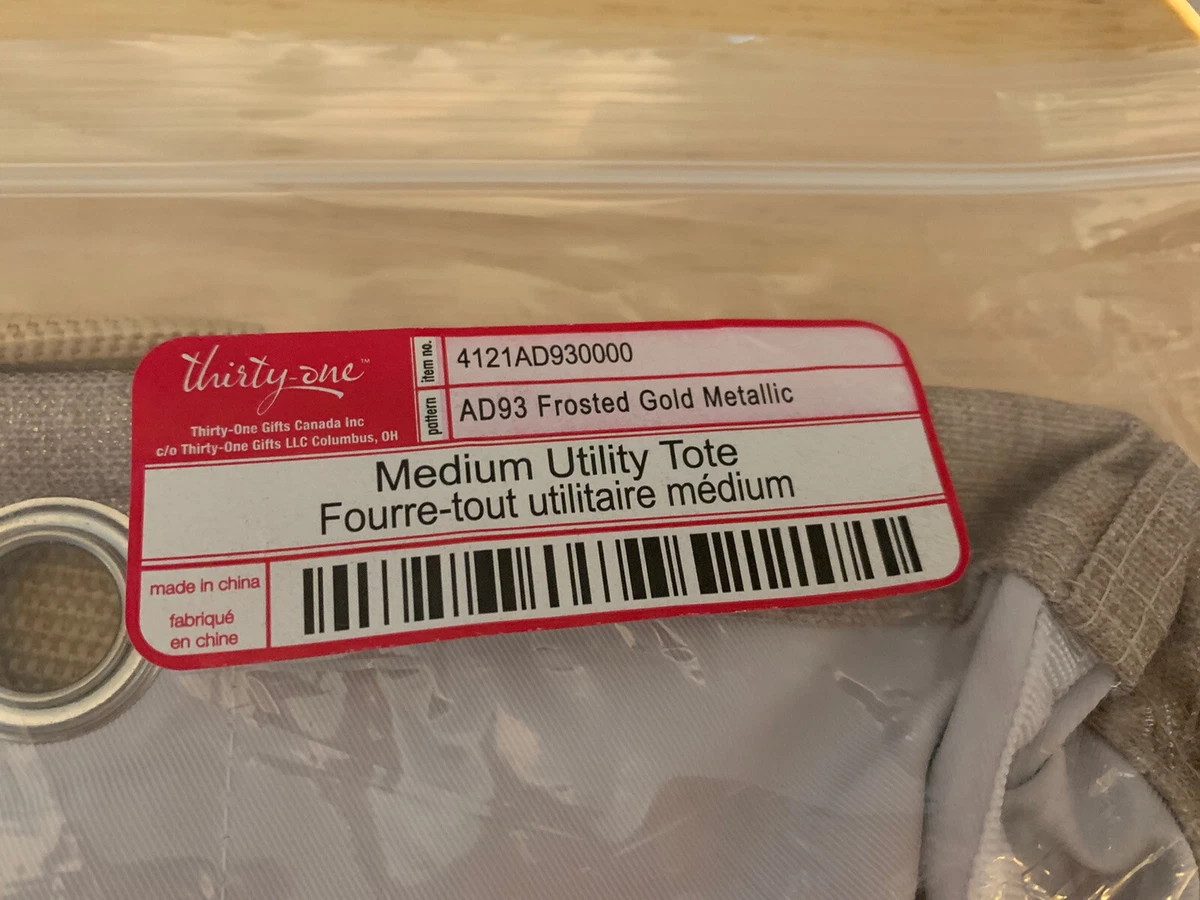 thirty-one™
Thirty-One Gifts Canada Inc
c/o Thirty-One Gifts LLC Columbus, OH
item no.
4121AD930000
pattern
AD93 Frosted Gold Metallic
Medium Utility Tote
Fourre-tout utilitaire médium
made in china
fabriqué
en chine